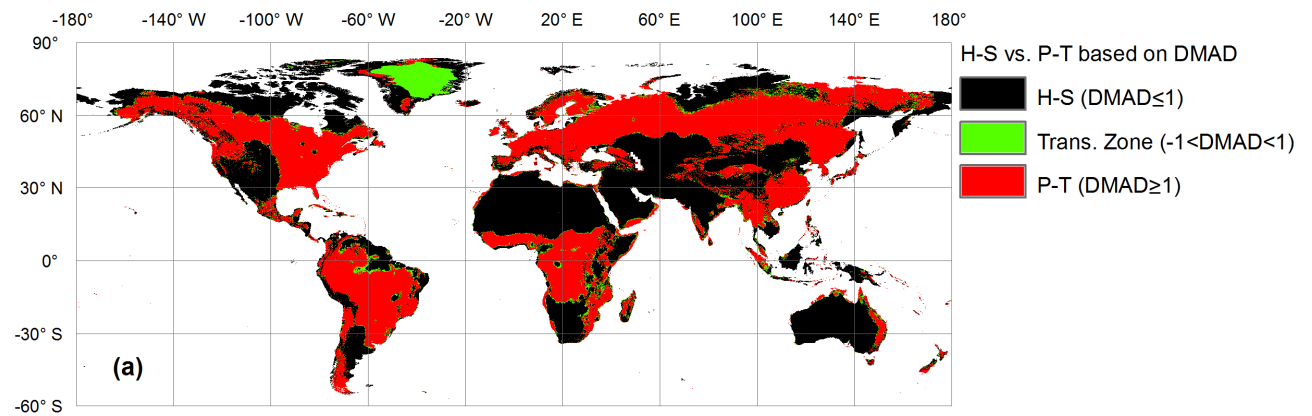 -180° -140° W -100° W -60° W -20° W 20° E 60° E 100° E 140° E 180°
90°
H-S vs. P-T based on DMAD
H-S (DMAD≤1)
60° N
Trans. Zone (-1<DMAD<1)
30° N
P-T (DMAD≥1)
0°
-30° S
(a)
-60° S